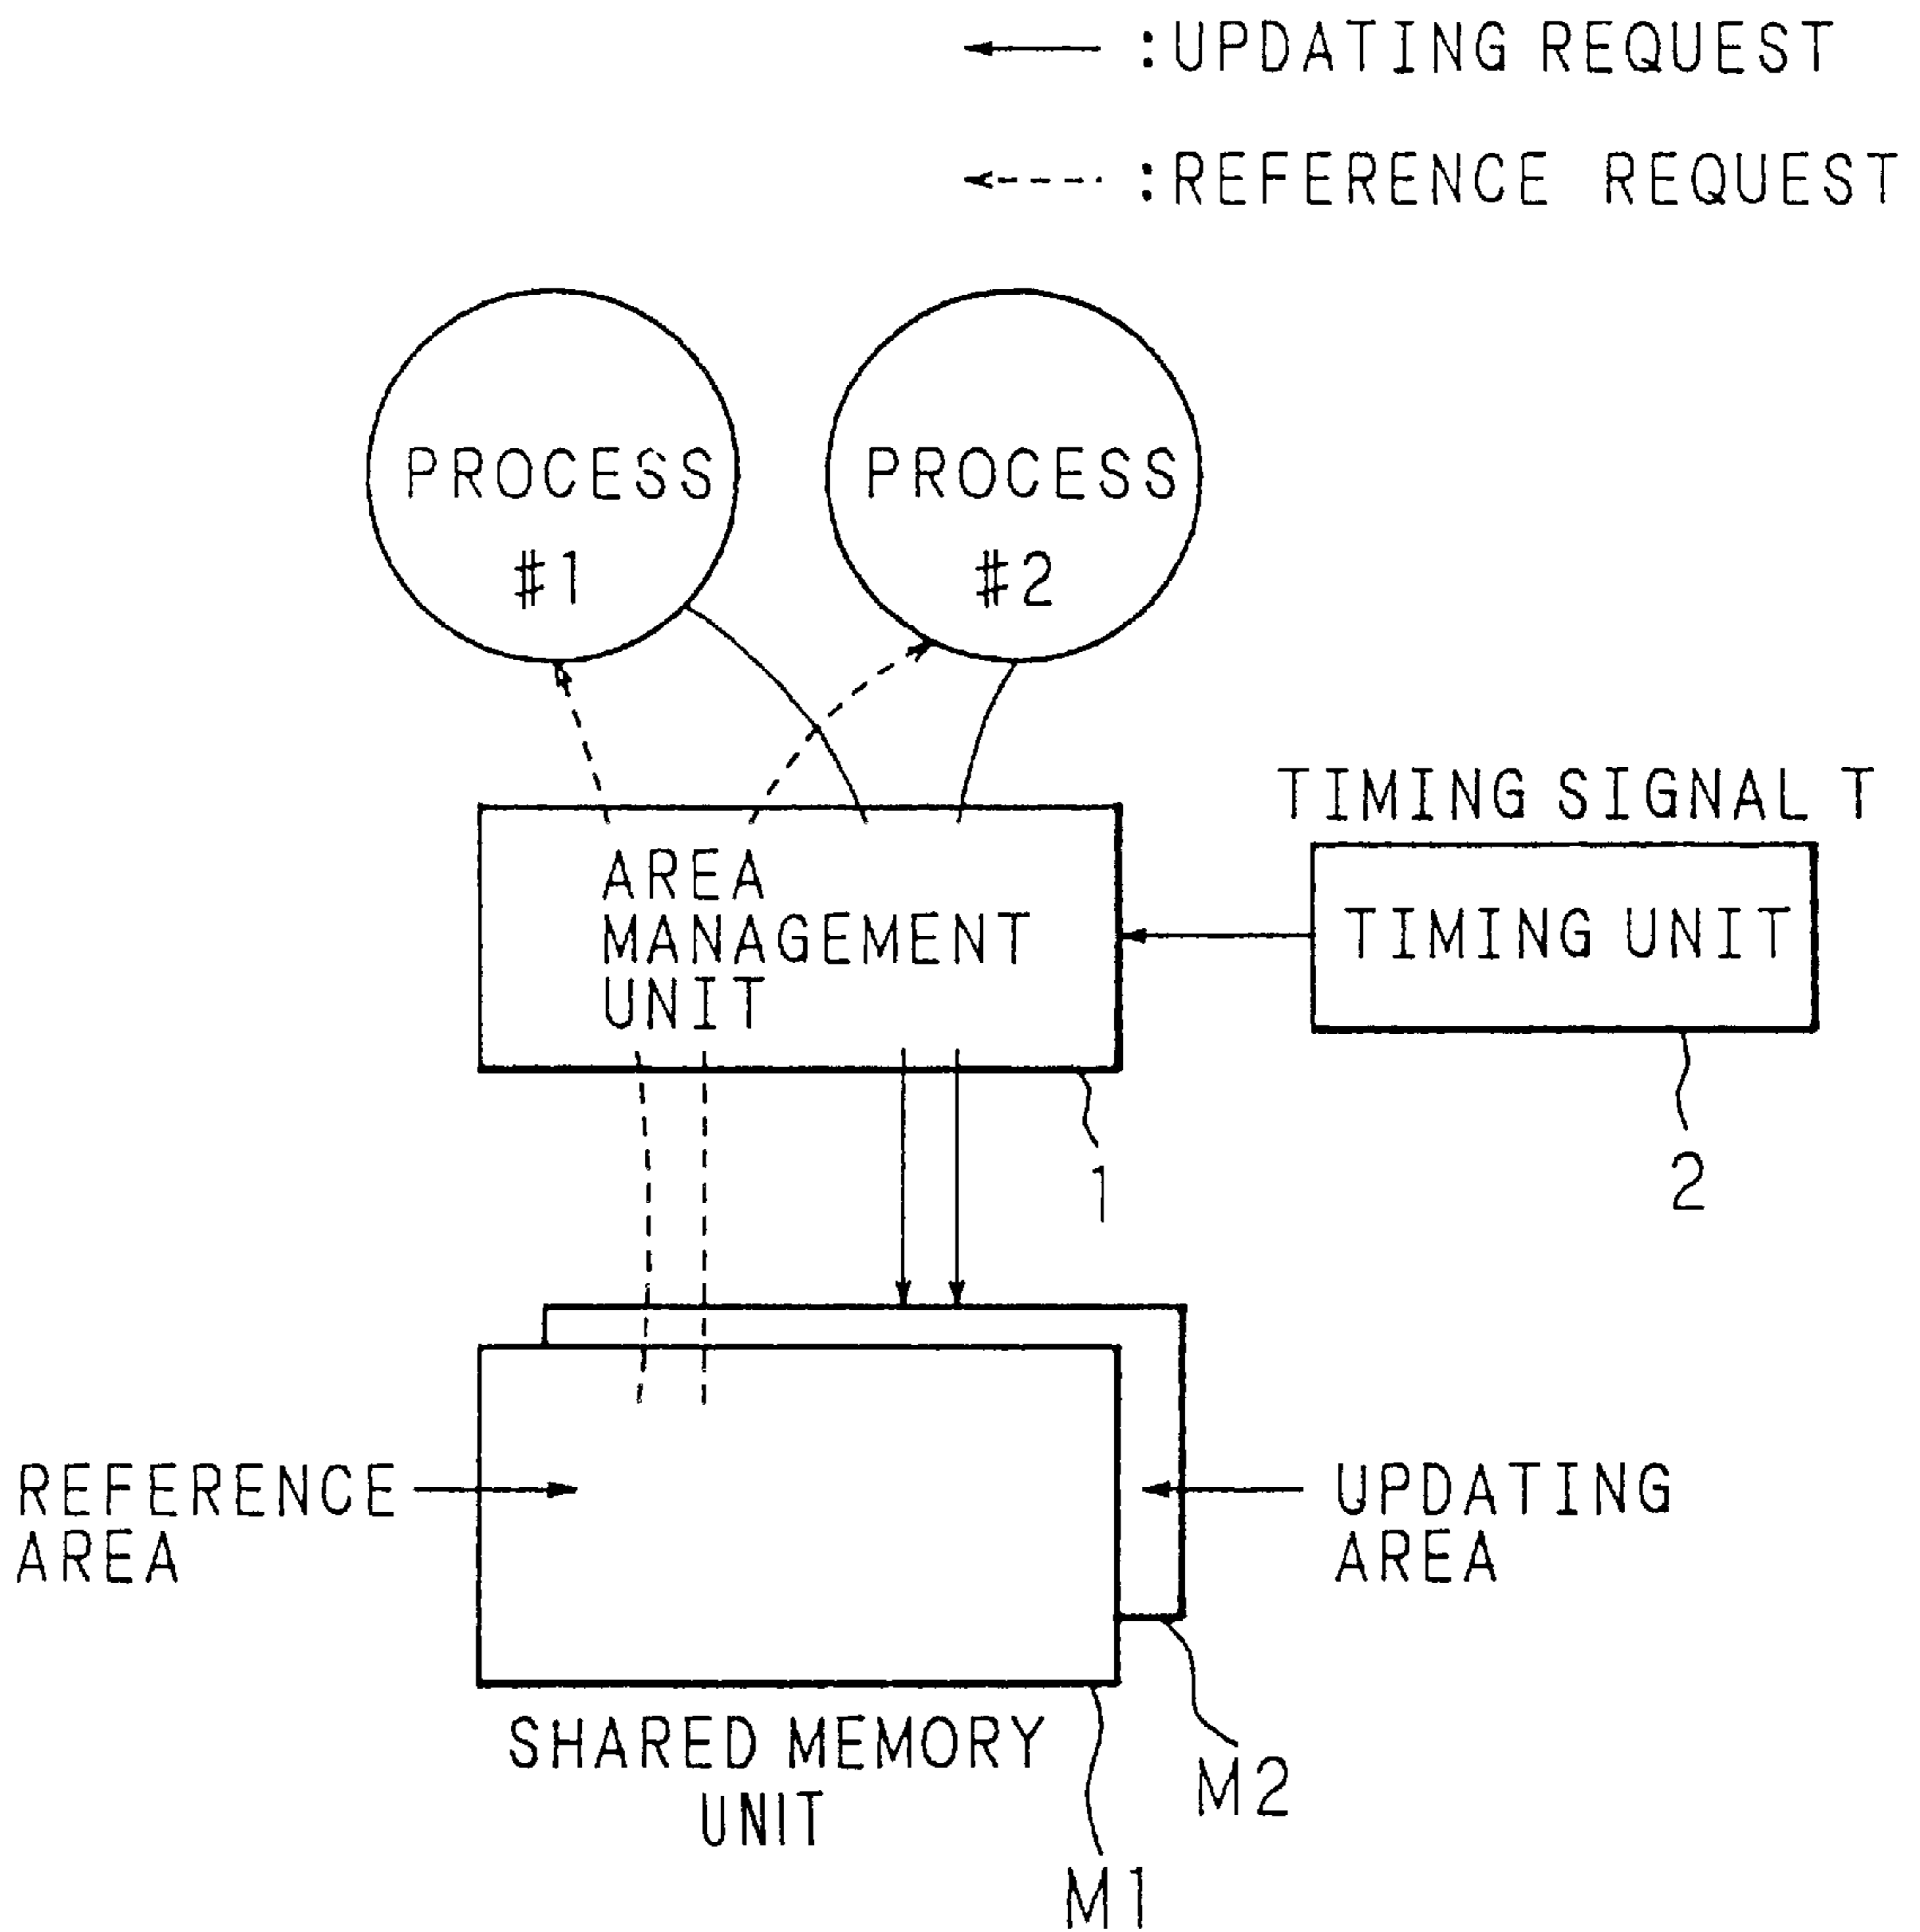 :UPDATING REQUEST
:REFERENCE REQUEST
PROCESS
#1
PROCESS
#2
TIMING SIGNAL T
AREA
MANAGEMENT
UNIT
TIMING UNIT
1
2
REFERENCE
AREA
UPDATING
AREA
SHARED MEMORY
UNIT
M2
M1